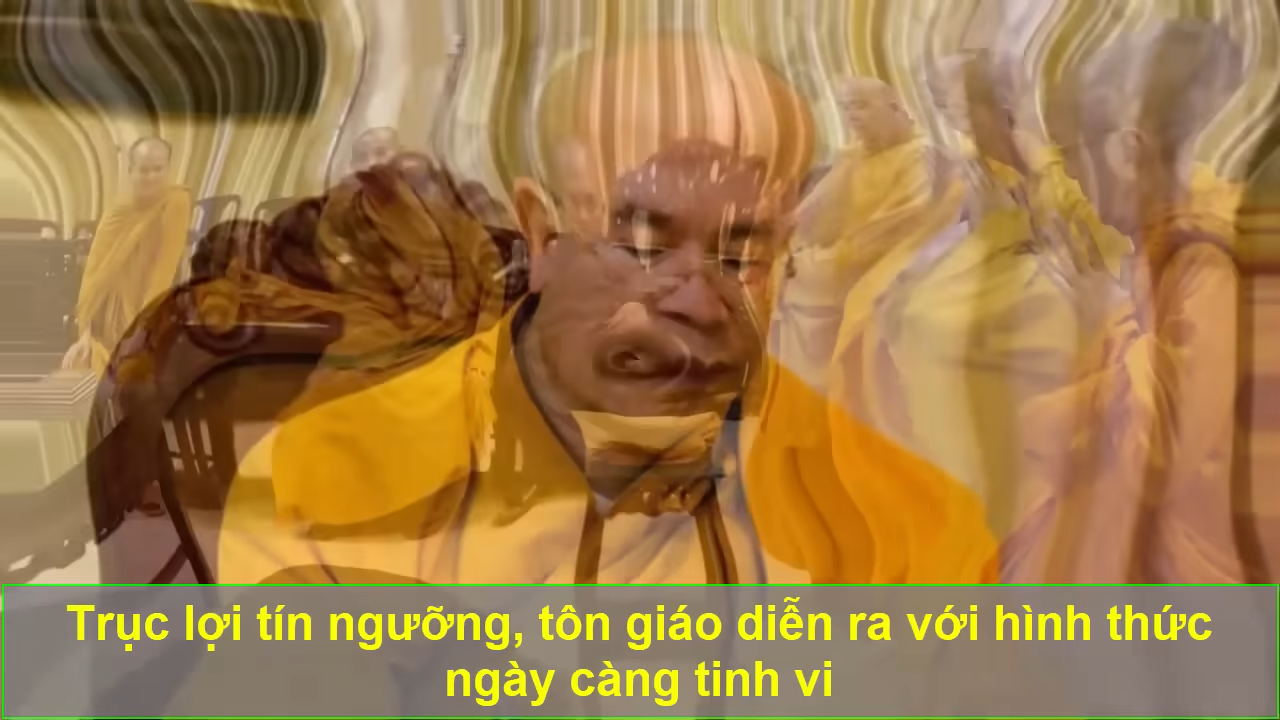 Trục lợi tín ngưỡng, tôn giáo diễn ra với hình thức
ngày càng tinh vi